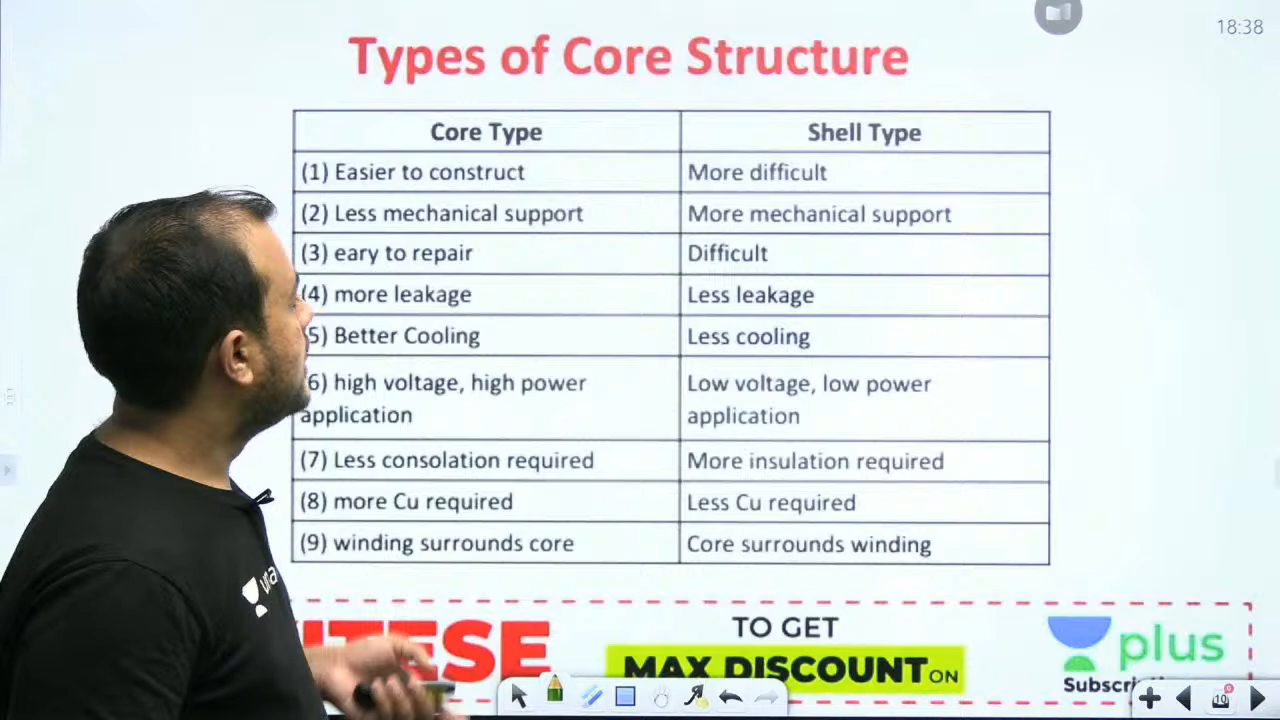 18:38
Types of Core Structure
Core Type Shell Type
(1) Easier to construct More difficult
(2) Less mechanical support More mechanical support
(3) eary to repair Difficult
(4) more leakage Less leakage
5) Better Cooling Less cooling
6) high voltage, high power Low voltage, low power
application application
(7) Less consolation required More insulation required
(8) more Cu required Less Cu required
(9) winding surrounds core Core surrounds winding
TO GET
MAX DISCOUNT ON
plus
10